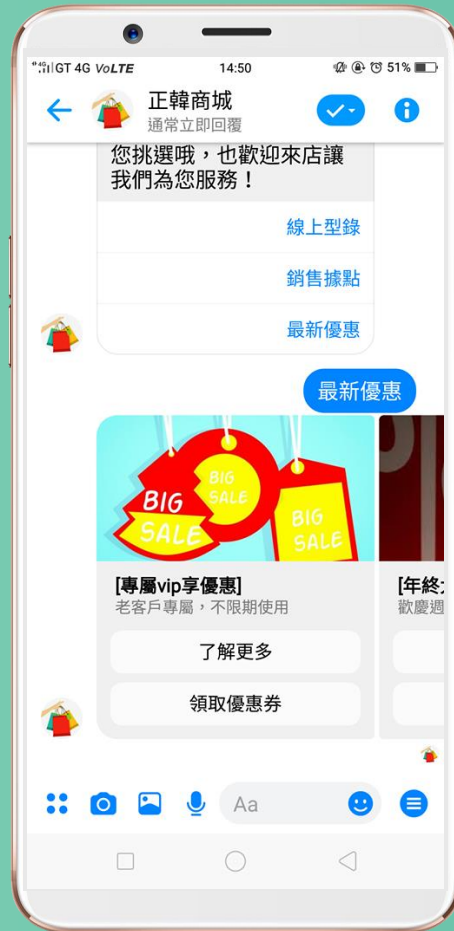 4G GT 4G VoLTE 14:50 51%
正韓商城
通常立即回覆
您挑選哦，也歡迎來店讓
我們為您服務！
線上型錄
銷售據點
最新優惠
最新優惠
BIG SALE
BIG SALE
BIG SALE
[專屬vip享優惠]
老客戶專屬，不限期使用
了解更多
領取優惠券
[年終
歡慶週
Aa